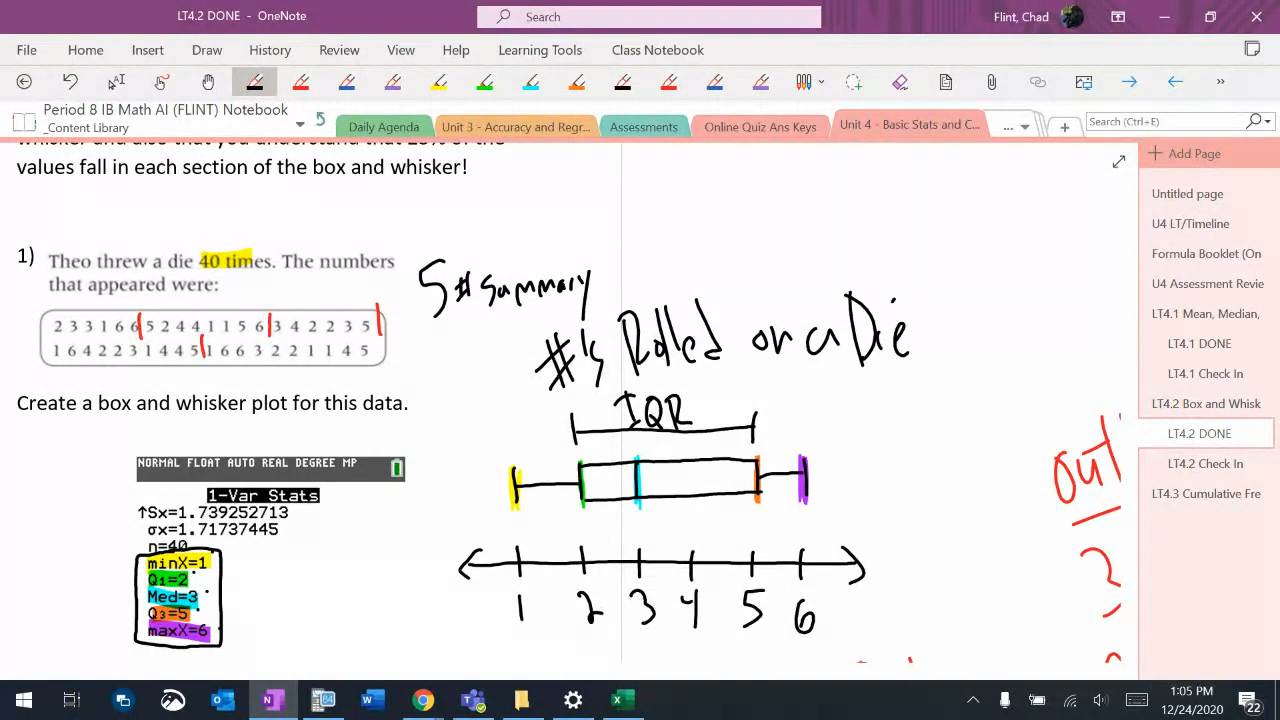 LT4.2 DONE - OneNote
Search
Flint, Chad
File Home Insert Draw History Review View Help Learning Tools Class Notebook
Period 8 IB Math AI (FLINT) Notebook
_Content Library
Daily Agenda Unit 3 - Accuracy and Regr... Assessments Online Quiz Ans Keys Unit 4 - Basic Stats and C... ... Search (Ctrl+E)
values fall in each section of the box and whisker!
1) Theo threw a die 40 times. The numbers
that appeared were:
2 3 3 1 6 6 5 2 4 4 1 1 5 6 3 4 2 2 3 5
1 6 4 2 2 3 1 4 4 5 1 6 6 3 2 2 1 1 4 5
Create a box and whisker plot for this data.
NORMAL FLOAT AUTO REAL DEGREE MP
1-Var Stats
↑Sx=1.739252713
σx=1.71737445
n=40
minX=1
Q1=2
Med=3
Q3=5
maxX=6
5 # Summary
#'s Rolled on a Die
IQR
1 2 3 4 5 6
Out
Add Page
Untitled page
U4 LT/Timeline
Formula Booklet (On
U4 Assessment Revie
LT4.1 Mean, Median,
LT4.1 DONE
LT4.1 Check In
LT4.2 Box and Whisk
LT4.2 DONE
LT4.2 Check In
LT4.3 Cumulative Fre
1:05 PM
12/24/2020
22